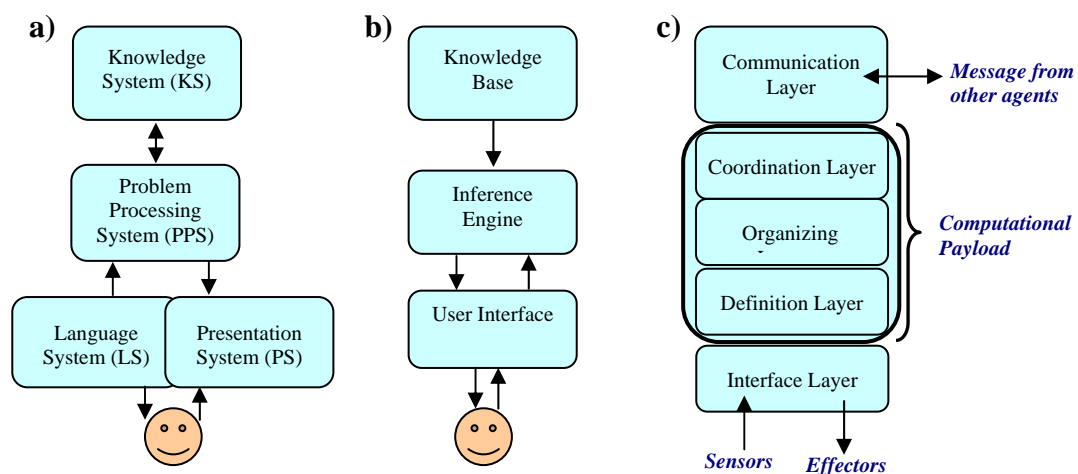 a)
Knowledge
System (KS)
Problem
Processing
System (PPS)
Language
System (LS)
Presentation
System (PS)
b)
Knowledge
Base
Inference
Engine
User Interface
c)
Communication
Layer
Message from
other agents
Coordination Layer
Organizing
Definition Layer
Computational
Payload
Interface Layer
Sensors
Effectors